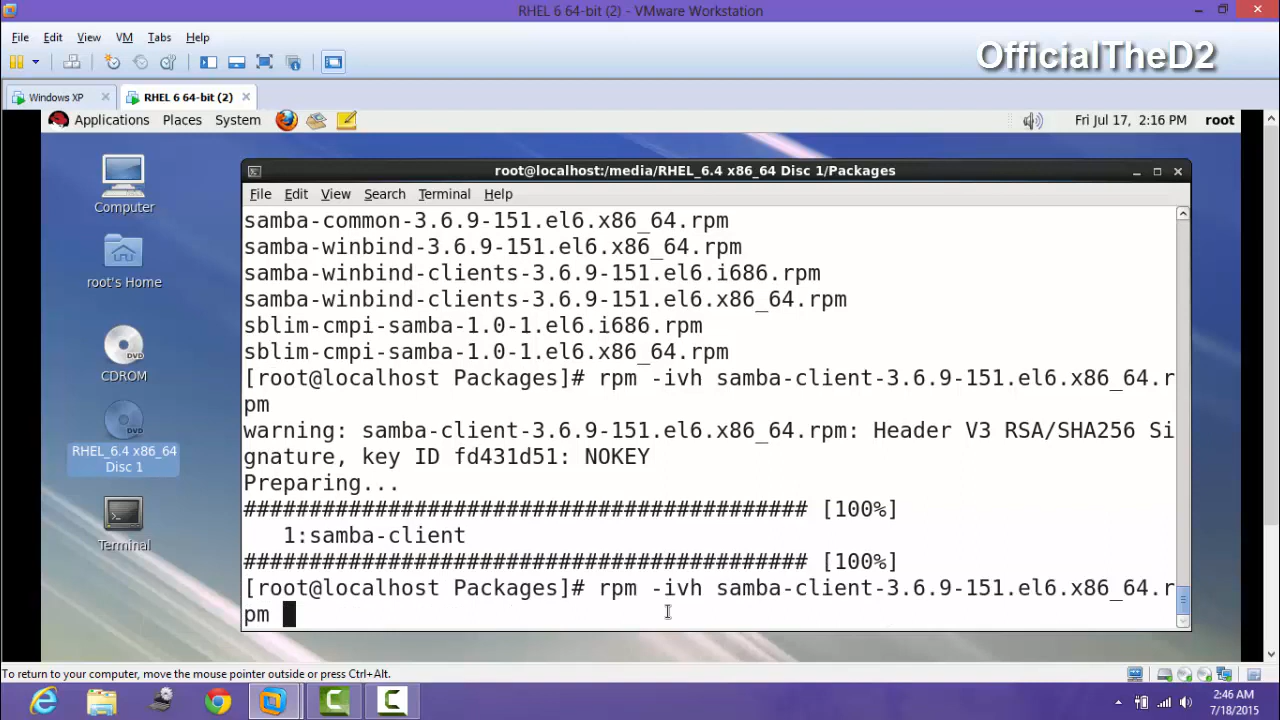 RHEL 6 64-bit (2) - VMware Workstation
File Edit View VM Tabs Help
OfficialTheD2
Windows XP × RHEL 6 64-bit (2) ×
Applications Places System Fri Jul 17, 2:16 PM root
Computer
root's Home
DVD
CDROM
DVD
RHEL_6.4 x86_64
Disc 1
Terminal
root@localhost:/media/RHEL_6.4 x86_64 Disc 1/Packages
File Edit View Search Terminal Help
samba-common-3.6.9-151.el6.x86_64.rpm
samba-winbind-3.6.9-151.el6.x86_64.rpm
samba-winbind-clients-3.6.9-151.el6.i686.rpm
samba-winbind-clients-3.6.9-151.el6.x86_64.rpm
sblim-cmpi-samba-1.0-1.el6.i686.rpm
sblim-cmpi-samba-1.0-1.el6.x86_64.rpm
[root@localhost Packages]# rpm -ivh samba-client-3.6.9-151.el6.x86_64.r
pm
warning: samba-client-3.6.9-151.el6.x86_64.rpm: Header V3 RSA/SHA256 Si
gnature, key ID fd431d51: NOKEY
Preparing...
########################################### [100%]
1:samba-client
########################################### [100%]
[root@localhost Packages]# rpm -ivh samba-client-3.6.9-151.el6.x86_64.r
pm
To return to your computer, move the mouse pointer outside or press Ctrl+Alt.
2:46 AM
7/18/2015